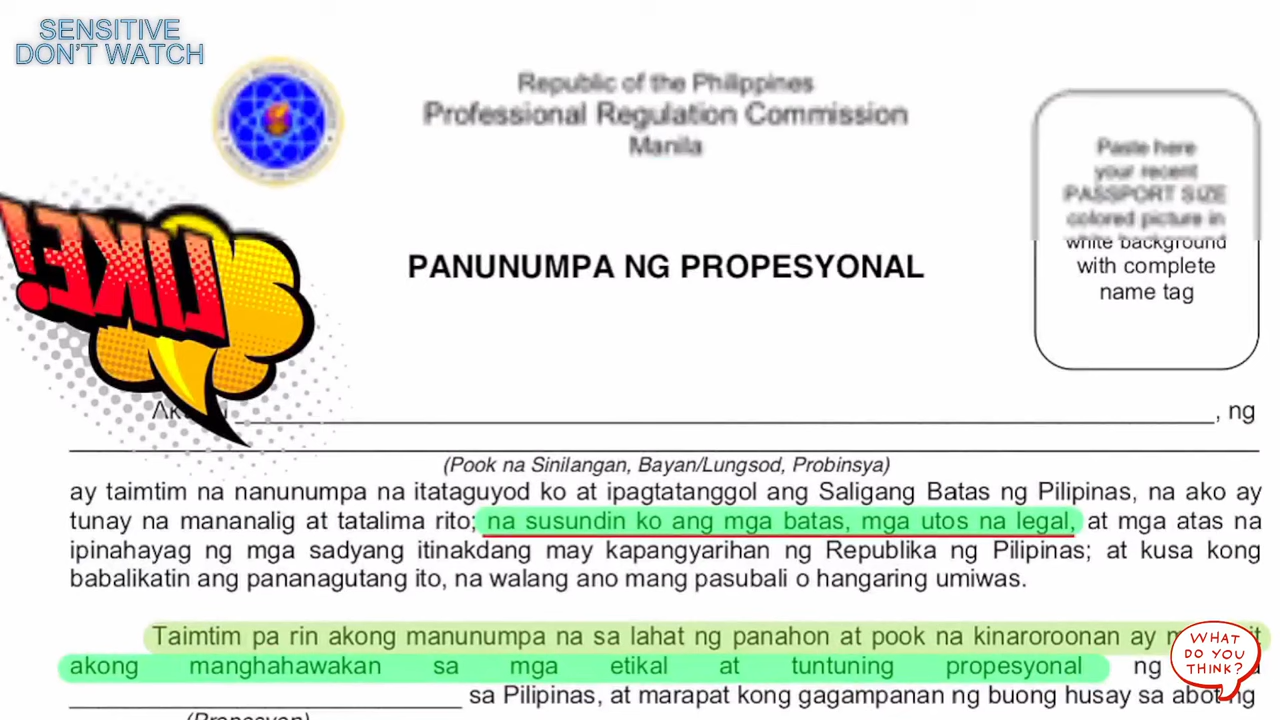 SENSITIVE
DON'T WATCH
Republic of the Philippines
Professional Regulation Commission
Manila
Paste here
your recent
PASSPORT SIZE
colored picture in
white background
with complete
name tag
LIKE!
PANUNUMPA NG PROPESYONAL
, ng
(Pook na Sinilangan, Bayan/Lungsod, Probinsya)
ay taimtim na nanunumpa na itataguyod ko at ipagtatanggol ang Saligang Batas ng Pilipinas, na ako ay
tunay na mananalig at tatalima rito; na susundin ko ang mga batas, mga utos na legal, at mga atas na
ipinahayag ng mga sadyang itinakdang may kapangyarihan ng Republika ng Pilipinas; at kusa kong
babalikatin ang pananagutang ito, na walang ano mang pasubali o hangaring umiwas.
Taimtim pa rin akong manunumpa na sa lahat ng panahon at pook na kinaroroonan ay
akong manghahawakan sa mga etikal at tuntuning propesyonal ng
sa Pilipinas, at marapat kong gagampanan ng buong husay sa abot ng
(Propesyon)
WHAT
DO YOU
THINK?